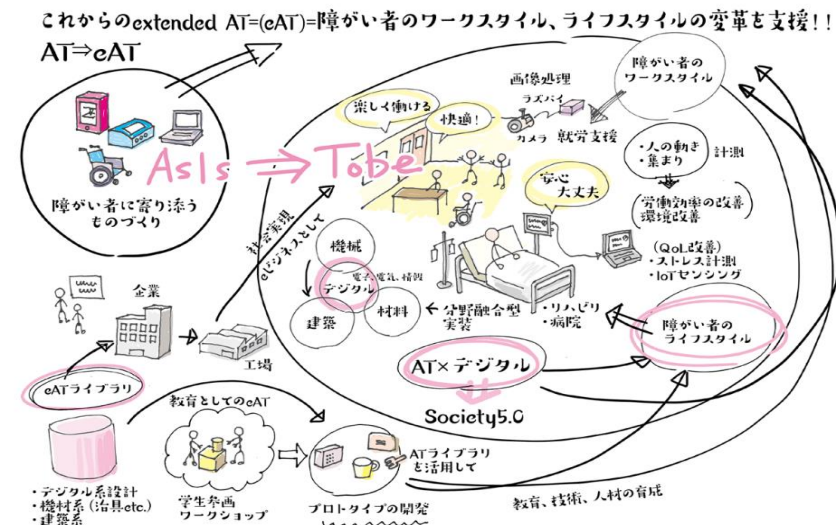 これからのextended AT=(eAT)=障がい者のワークスタイル、ライフスタイルの変革を支援!!
AT⇒eAT
障がい者に寄り添う
ものづくり
AsIs ⇒ Tobe
楽しく働ける
快適!
画像処理
ラズパイ
カメラ
就労支援
障がい者の
ワークスタイル
・人の動き
・集まり
計測
労働効率の改善
環境改善
安心
大丈夫
(QoL改善)
・ストレス計測
・IoTセンシング
社会実現
eビジネスとして
機械
電子、電気、情報
デジタル
建築
材料
←分野融合型
実装
・リハビリ
・病院
障がい者の
ライフスタイル
AT×デジタル
Society5.0
企業
工場
eATライブラリ
・デジタル系設計
・機材系(治具etc.)
・建築系
教育としてのeAT
学生参画
ワークショップ
ATライブラリ
を活用して
プロトタイプの開発
教育、技術、人材の育成